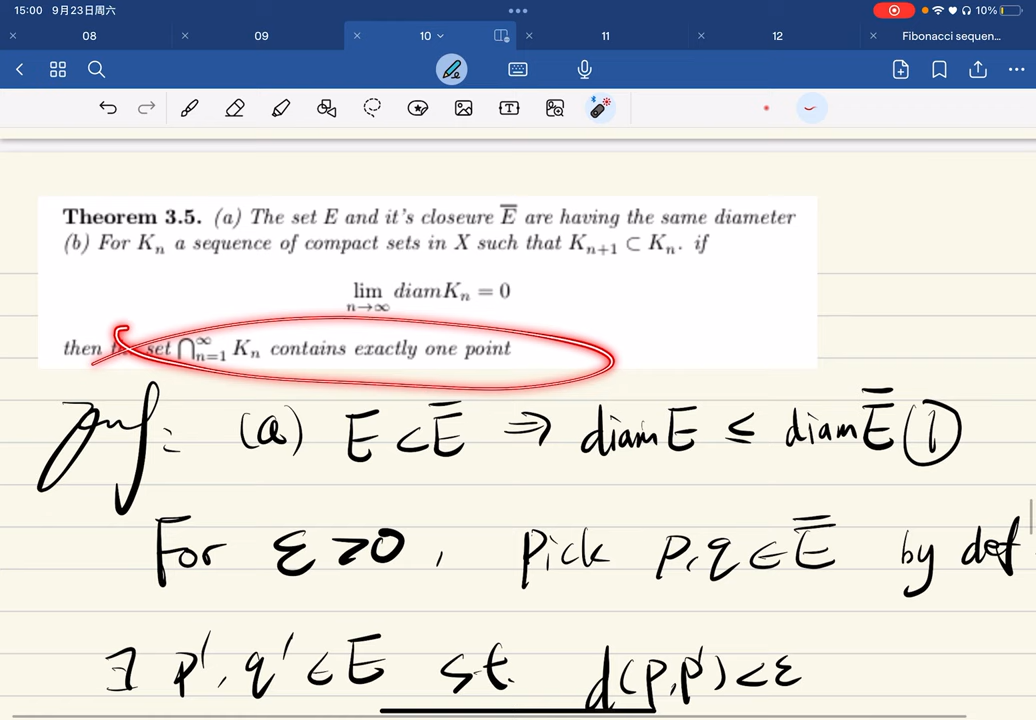 15:00 9月23日周六
10%
08 09 10 11 12 Fibonacci sequen...
Theorem 3.5. (a) The set E and it's closeure E̅ are having the same diameter
(b) For Kₙ a sequence of compact sets in X such that Kₙ₊₁ ⊂ Kₙ. if
lim n→∞ diamKₙ = 0
then the set ⋂ₙ₌₁^∞ Kₙ contains exactly one point
(a) E ⊂ E̅ ⇒ diam E ≤ diam E̅ ①
For ε > 0, pick p, q ∈ E̅ by def
∃ p', q' ∈ E s.t. d(p,p') < ε